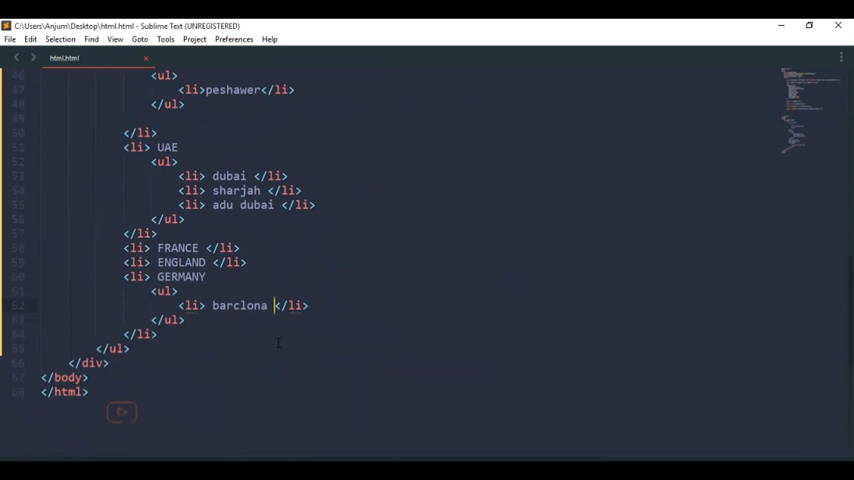 C:\Users\Anjum\Desktop\html.html - Sublime Text (UNREGISTERED)
File Edit Selection Find View Goto Tools Project Preferences Help
html.html
46 <ul>
47 <li>peshawer</li>
48 </ul>
49
50 </li>
51 <li> UAE
52 <ul>
53 <li> dubai </li>
54 <li> sharjah </li>
55 <li> adu dubai </li>
56 </ul>
57 </li>
58 <li> FRANCE </li>
59 <li> ENGLAND </li>
60 <li> GERMANY
61 <ul>
62 <li> barclona </li>
63 </ul>
64 </li>
65 </ul>
66 </div>
67 </body>
68 </html>